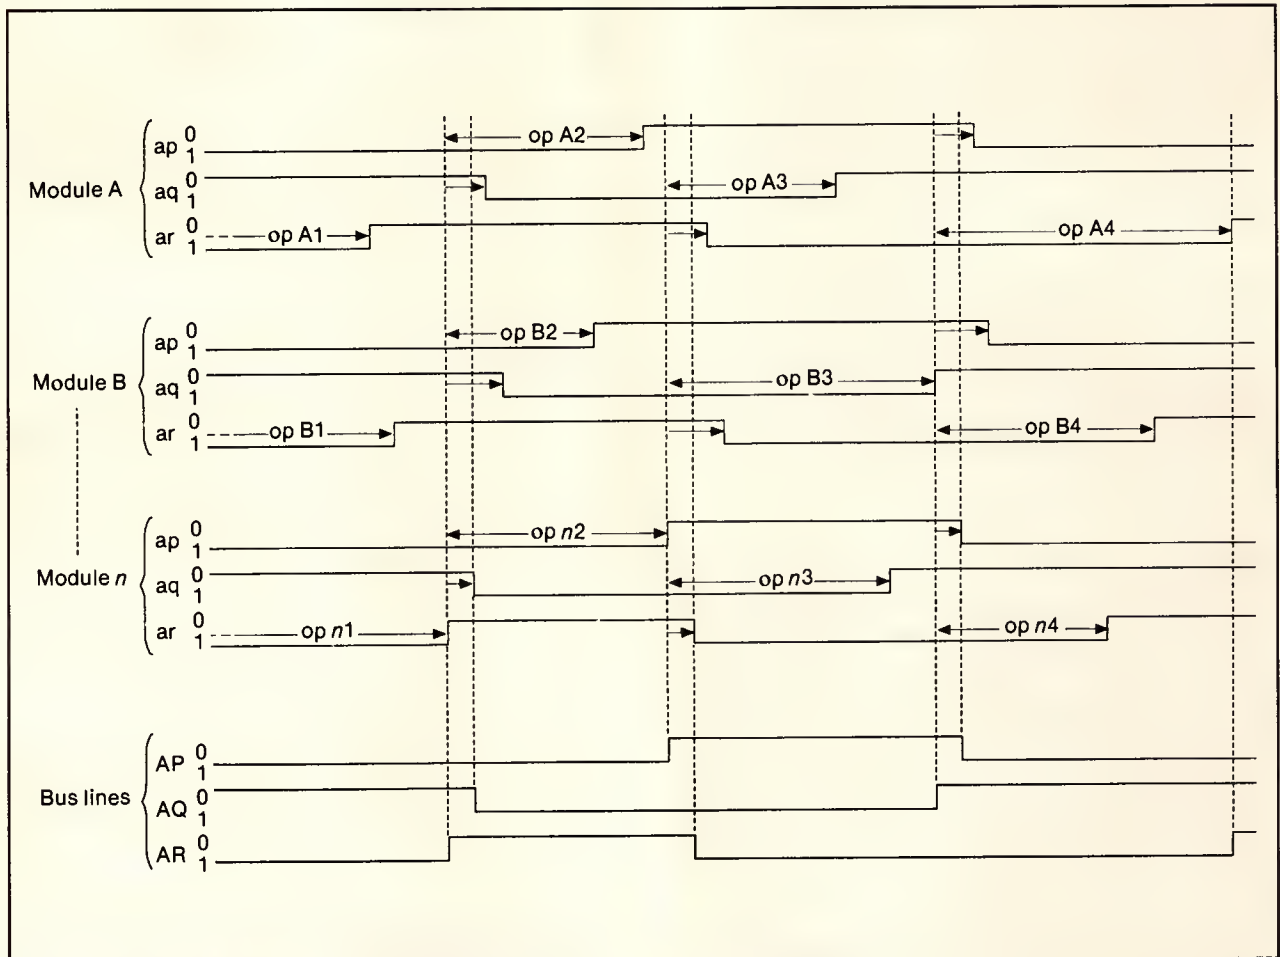 0
ap 1 op A2
Module A
0
aq 1 op A3
0
ar 1 op A1 op A4
0
ap 1 op B2
Module B
0
aq 1 op B3
0
ar 1 op B1 op B4
0
ap 1 op n2
Module n
0
aq 1 op n3
0
ar 1 op n1 op n4
0
AP 1
Bus lines
0
AQ 1
0
AR 1